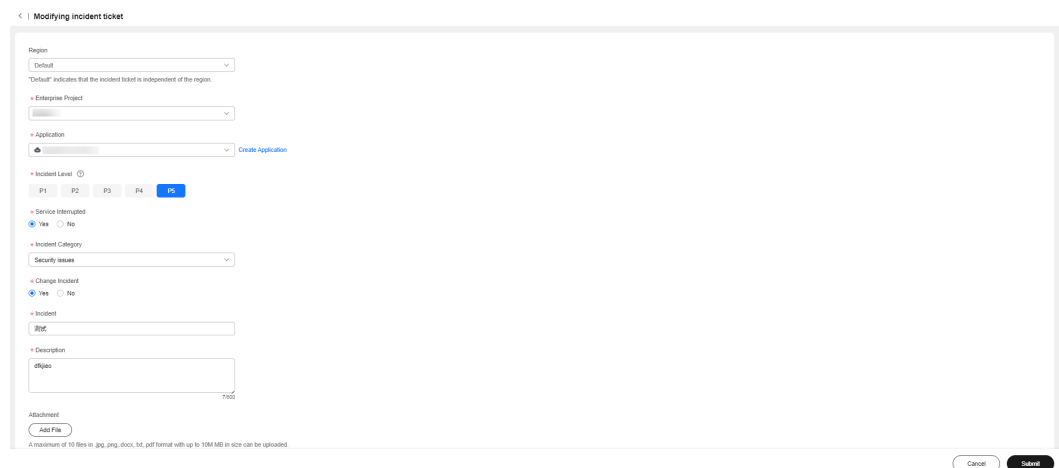 Modifying incident ticket
Region
Default
"Default" indicates that the incident ticket is independent of the region.
* Enterprise Project
* Application
Create Application
* Incident Level ?
P1 P2 P3 P4 P5
* Service Interrupted
Yes No
* Incident Category
Security issues
* Change Incident
Yes No
* Incident
测试
* Description
dfkjieo
7/800
Attachment
Add File
A maximum of 10 files in .jpg,.png,.docx,.txt,.pdf format with up to 10M MB in size can be uploaded.
Cancel Submit